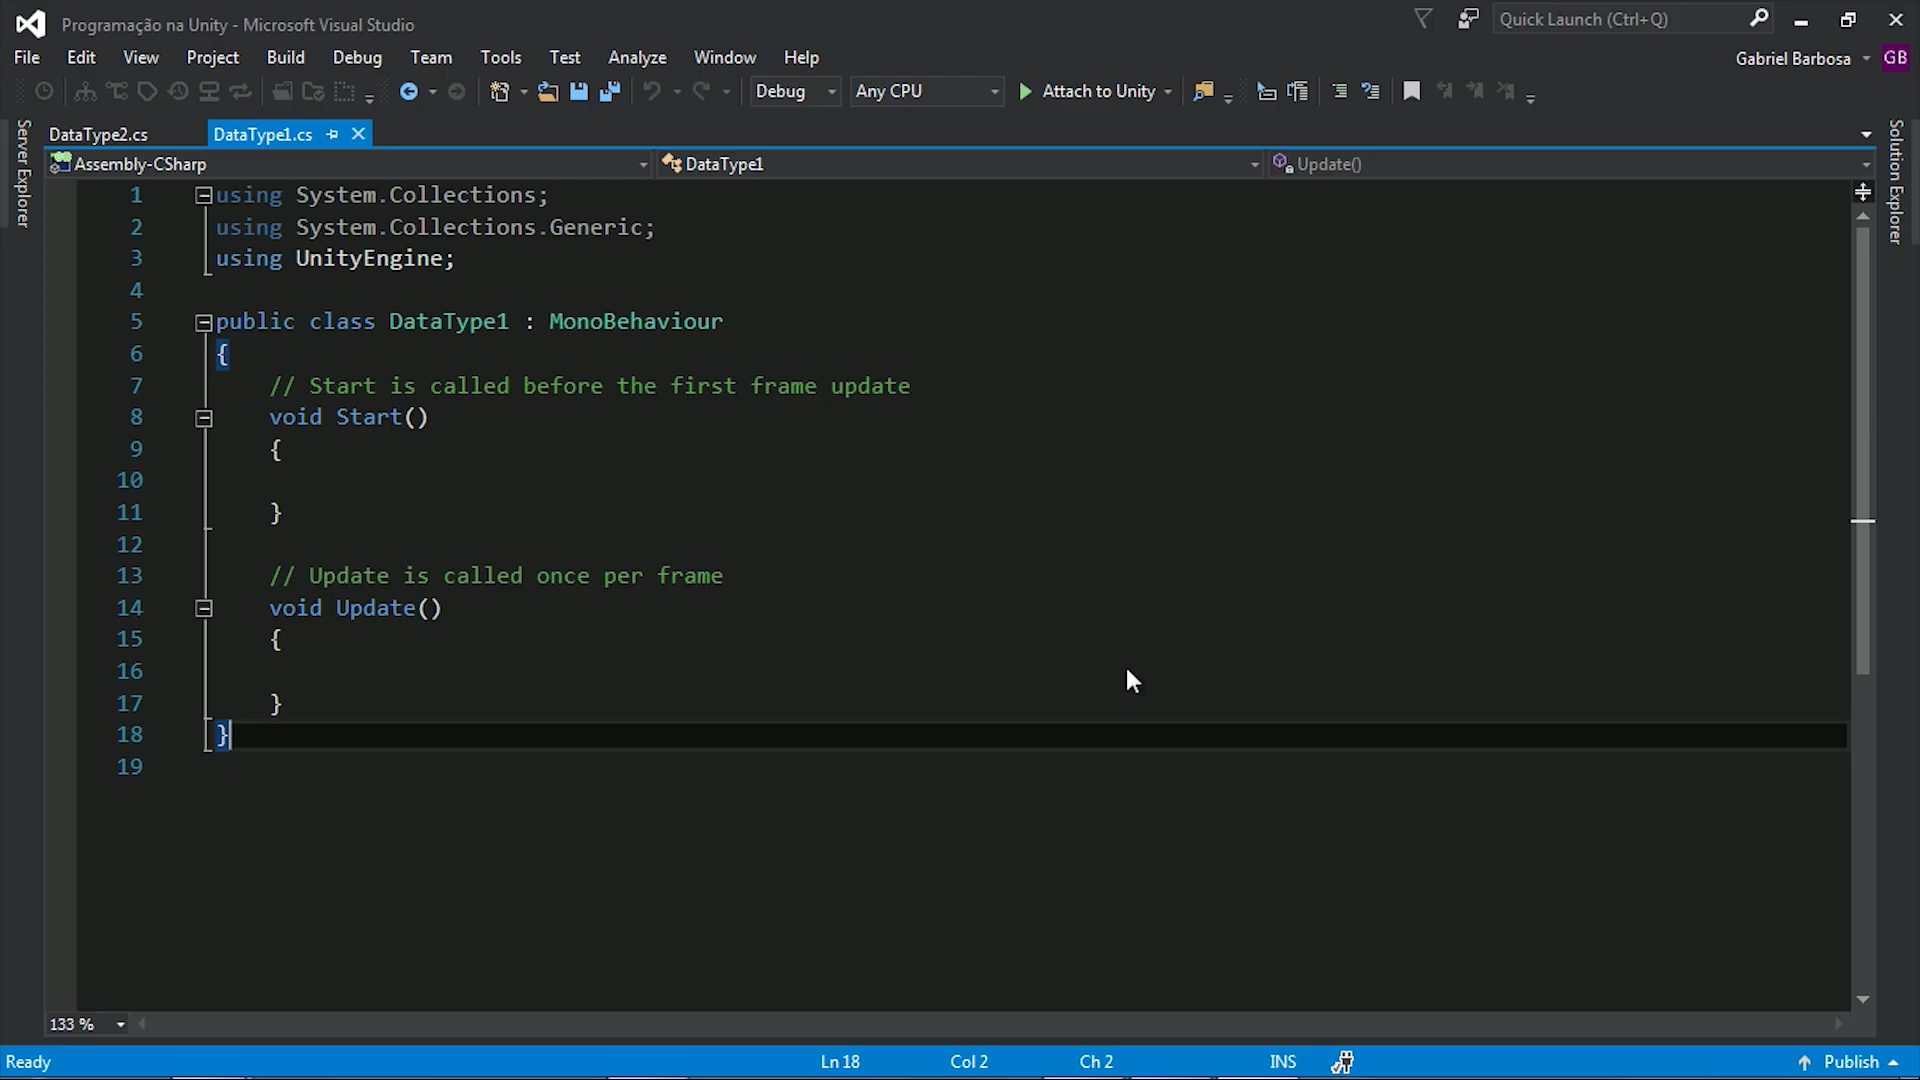 Programação na Unity - Microsoft Visual Studio
Quick Launch (Ctrl+Q)
File Edit View Project Build Debug Team Tools Test Analyze Window Help
Gabriel Barbosa GB
Debug Any CPU Attach to Unity
Server Explorer
DataType2.cs DataType1.cs
Solution Explorer
Assembly-CSharp DataType1 Update()
1 using System.Collections;
2 using System.Collections.Generic;
3 using UnityEngine;
4
5 public class DataType1 : MonoBehaviour
6 {
7 // Start is called before the first frame update
8 void Start()
9 {
10
11 }
12
13 // Update is called once per frame
14 void Update()
15 {
16
17 }
18 }
19
133 %
Ready Ln 18 Col 2 Ch 2 INS Publish